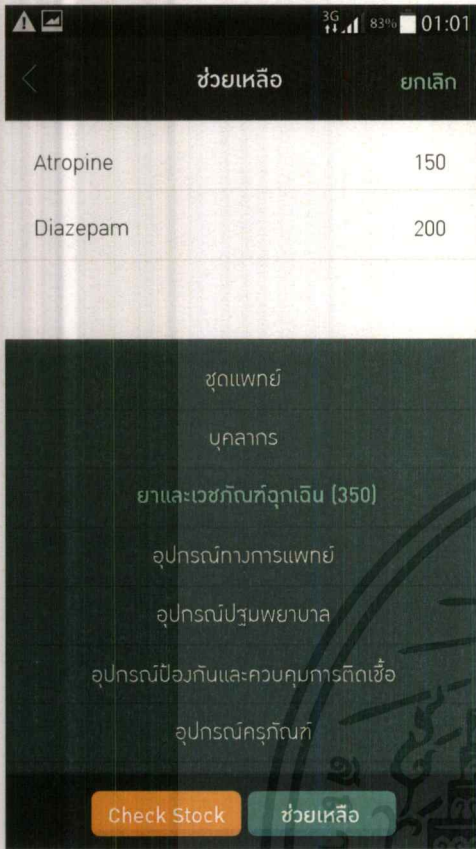 3G 83% 01:01
ช่วยเหลือ ยกเลิก
Atropine 150
Diazepam 200
ชุดแพทย์
บุคลากร
ยาและเวชภัณฑ์ฉุกเฉิน (350)
อุปกรณ์ทางการแพทย์
อุปกรณ์ปฐมพยาบาล
อุปกรณ์ป้องกันและควบคุมการติดเชื้อ
อุปกรณ์ครุภัณฑ์
Check Stock ช่วยเหลือ